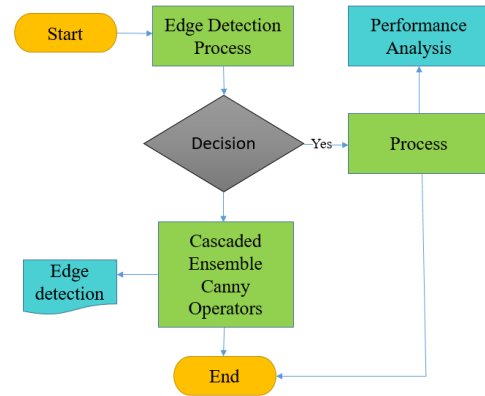 Start
Edge Detection
Process
Performance
Analysis
Decision
Yes
Process
Cascaded
Ensemble
Canny
Operators
Edge
detection
End